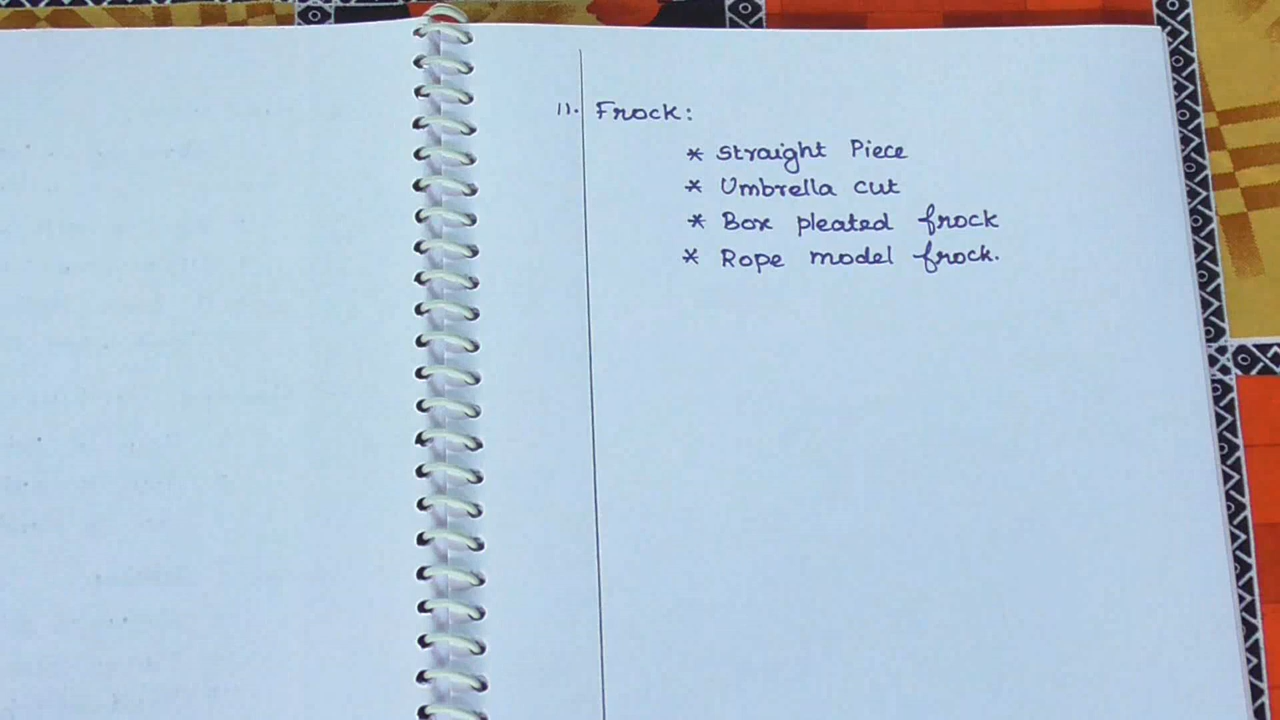 11. Frock:
* Straight Piece
* Umbrella cut
* Box pleated frock
* Rope model frock.